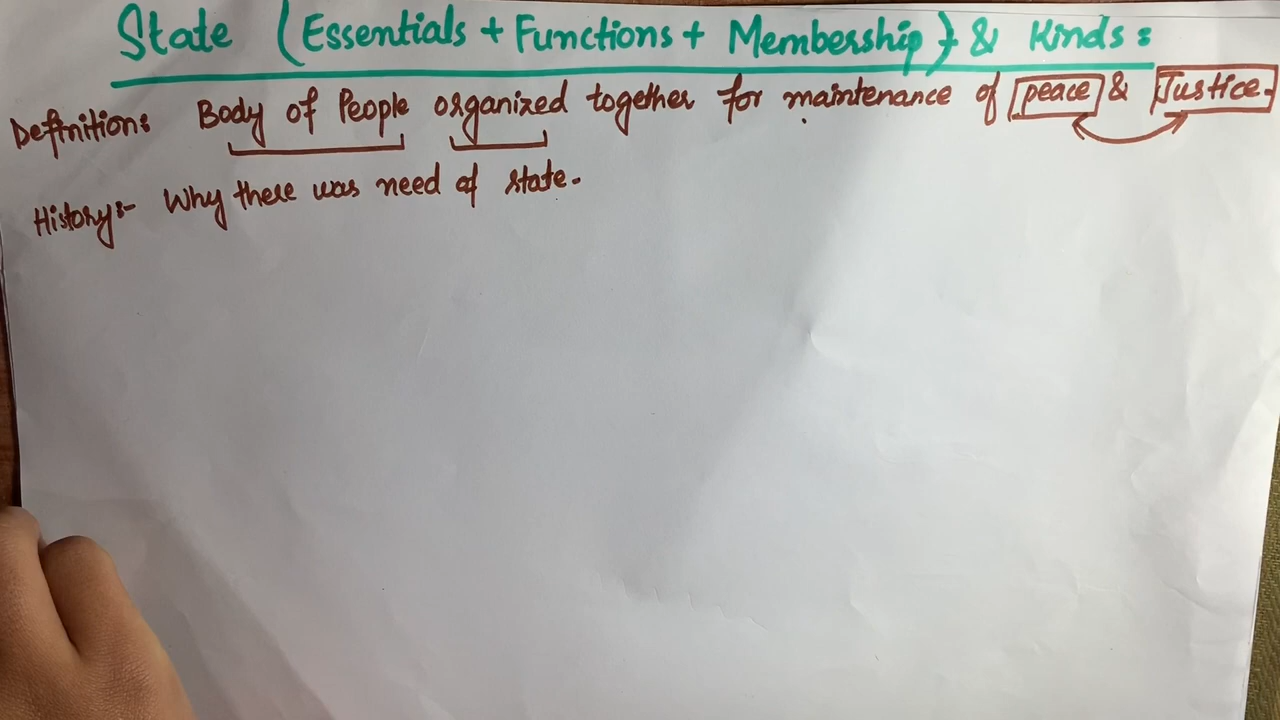 State (Essentials + Functions + Membership) & Kinds:
Definition: Body of People organized together for maintenance of peace & Justice.
History:- Why there was need of state.